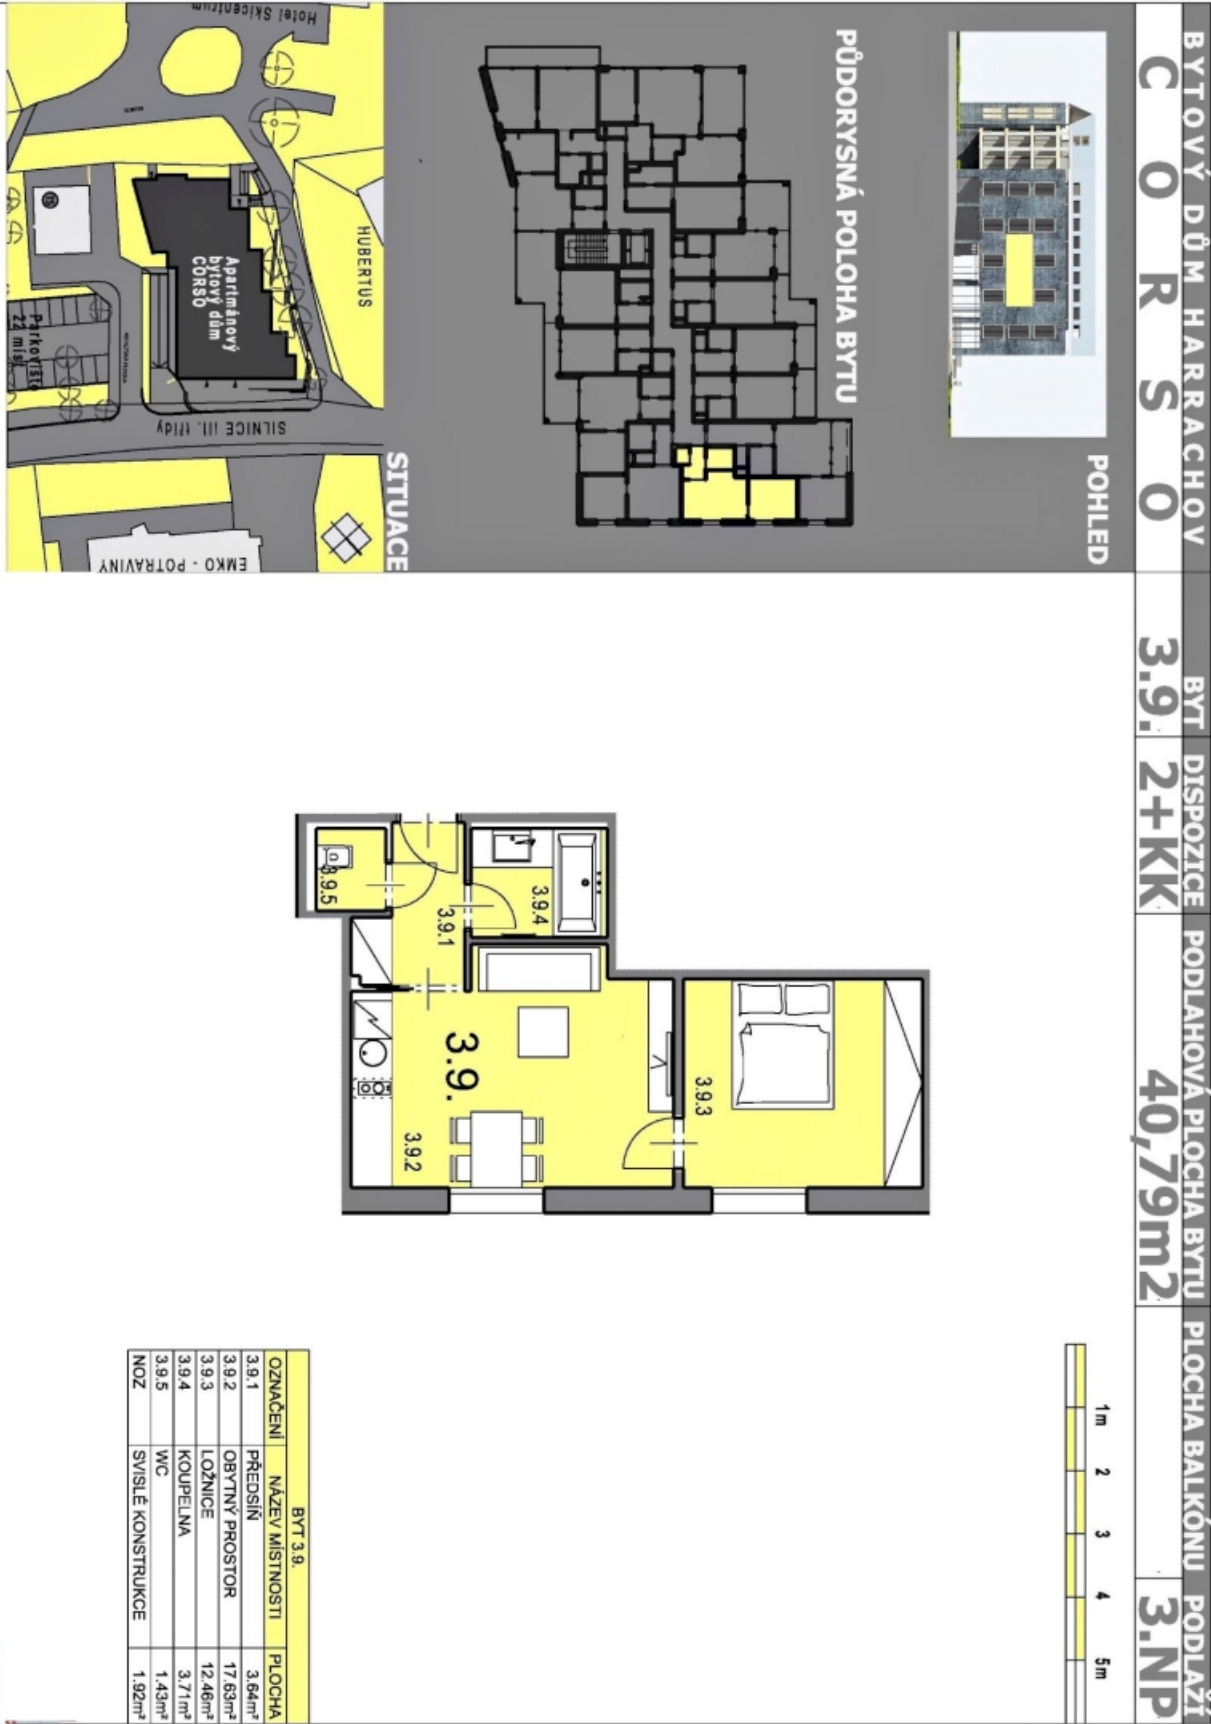 BYTOVÝ DŮM HARRACHOV
CORSO
BYT
3.9.
DISPOZICE
2+KK
PODLAHOVÁ PLOCHA BYTU
40,79m2
PLOCHA BALKÓNU
PODLAŽÍ
3.NP
POHLED
PŮDORYSNÁ POLOHA BYTU
SITUACE
Hotel Skicentrum
HUBERTUS
Apartmánový
bytový dům
CORSO
Parkoviště
22 míst
SILNICE III. třídy
EMKO - POTRAVINY
1m 2 3 4 5m
3.9.5
3.9.1
3.9.4
3.9.
3.9.2
3.9.3
V
BYT 3.9.
OZNAČENÍ NÁZEV MÍSTNOSTI PLOCHA
3.9.1 PŘEDSÍŇ 3.64m²
3.9.2 OBYTNÝ PROSTOR 17.63m²
3.9.3 LOŽNICE 12.46m²
3.9.4 KOUPELNA 3.71m²
3.9.5 WC 1.43m²
NOZ SVISLÉ KONSTRUKCE 1.92m²